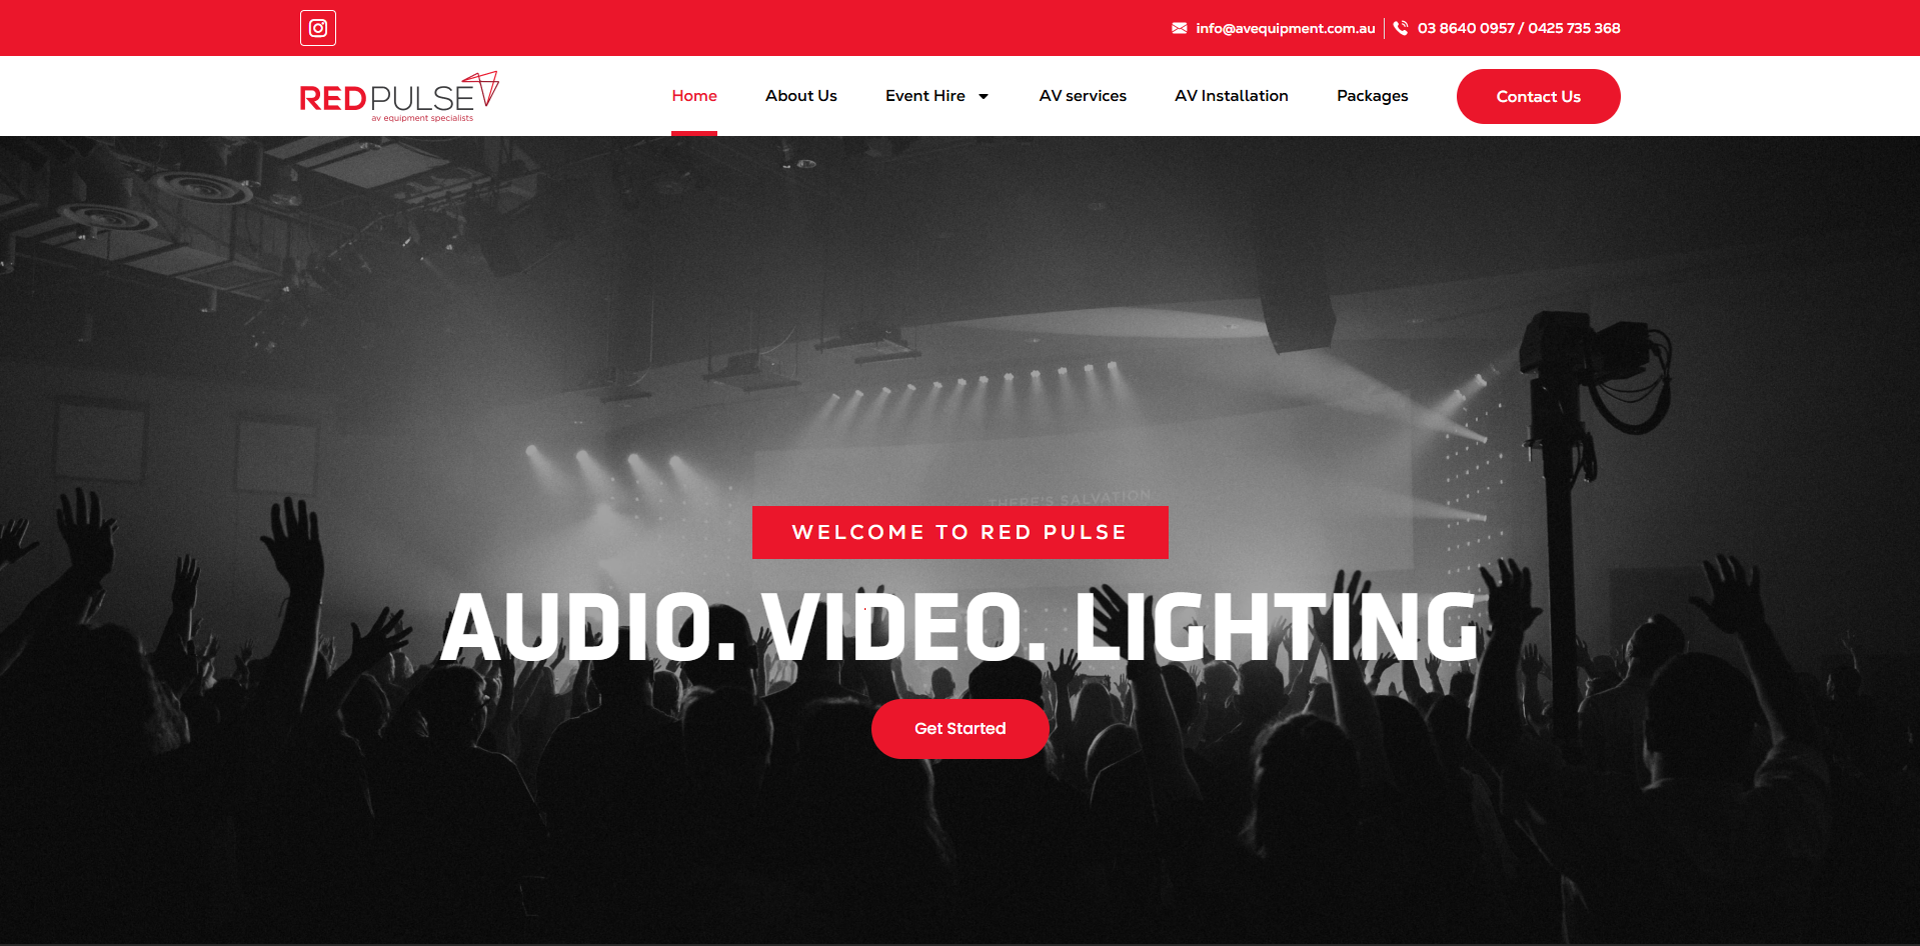 info@avequipment.com.au
03 8640 0957 / 0425 735 368
REDPULSE
av equipment specialists
Home
About Us
Event Hire
AV services
AV Installation
Packages
Contact Us
THERE'S SALVATION
WELCOME TO RED PULSE
AUDIO. VIDEO. LIGHTING
Get Started